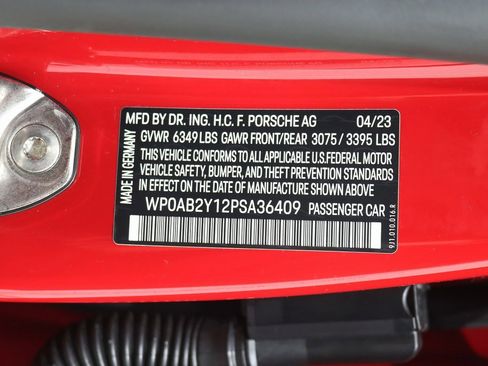 MFD BY DR. ING. H.C. F. PORSCHE AG 04/23
GVWR 6349 LBS GAWR FRONT/REAR 3075 / 3395 LBS
THIS VEHICLE CONFORMS TO ALL APPLICABLE U.S.FEDERAL MOTOR
VEHICLE SAFETY, BUMPER, AND THEFT PREVENTION STANDARDS
IN EFFECT ON THE DATE OF MANUFACTURE SHOWN ABOVE.
WP0AB2Y12PSA36409 PASSENGER CAR
MADE IN GERMANY
9J1.010.016.R